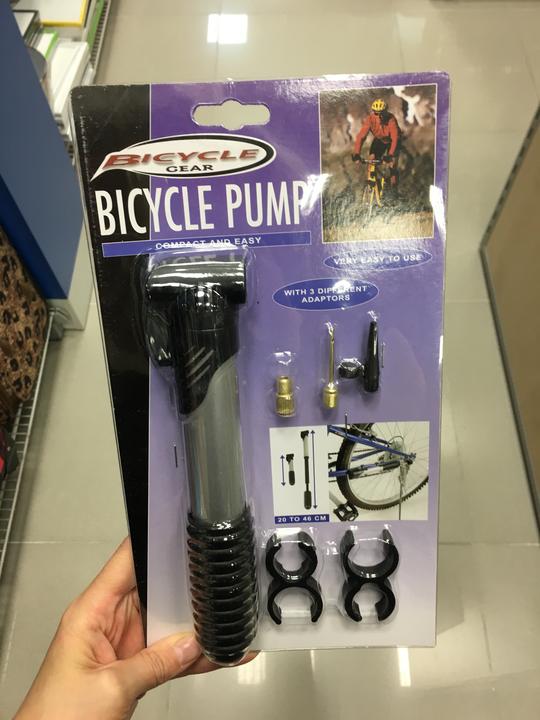 BICYCLE
GEAR
BICYCLE PUMP
COMPACT AND EASY
VERY EASY TO USE
WITH 3 DIFFERENT
ADAPTORS
20 TO 46 CM